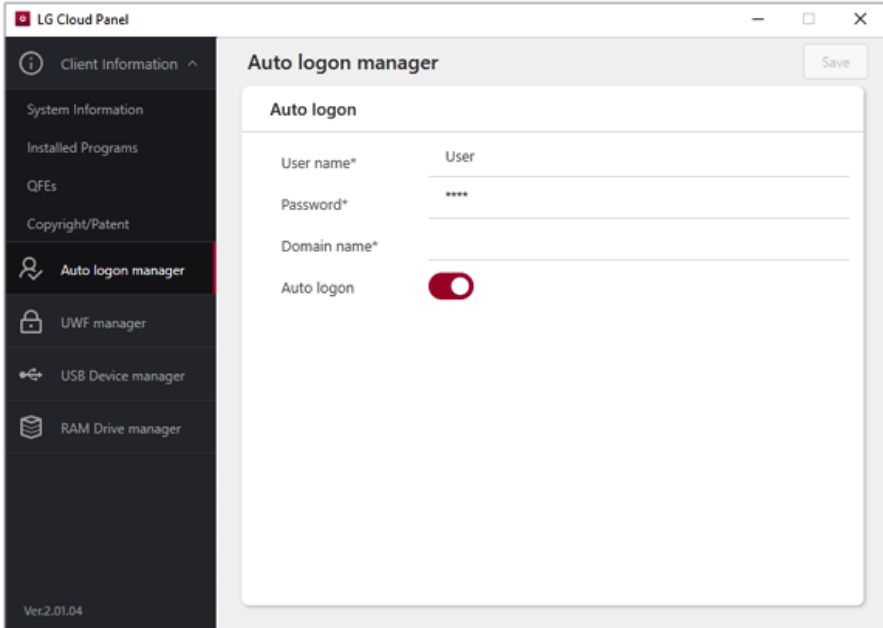 LG Cloud Panel
Client Information
System Information
Installed Programs
QFEs
Copyright/Patent
Auto logon manager
UWF manager
USB Device manager
RAM Drive manager
Ver.2.01.04
Auto logon manager
Save
Auto logon
User name* User
Password* ****
Domain name*
Auto logon